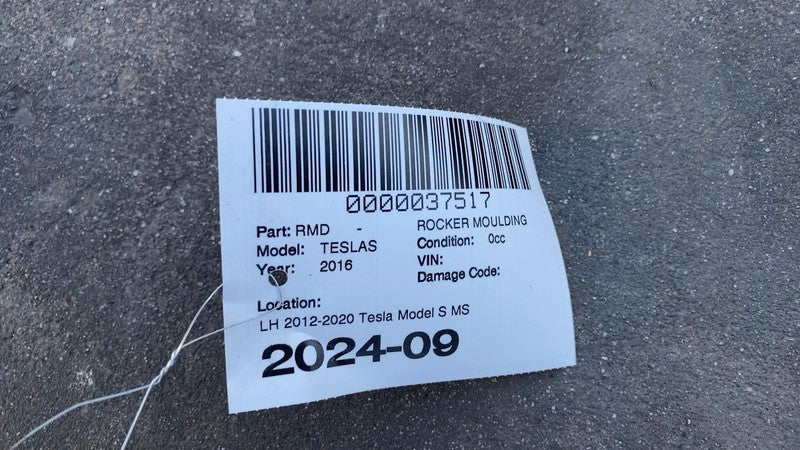 0000037517
Part: RMD - ROCKER MOULDING
Model: TESLAS Condition: 0cc
Year: 2016 VIN:
Damage Code:
Location:
LH 2012-2020 Tesla Model S MS
2024-09